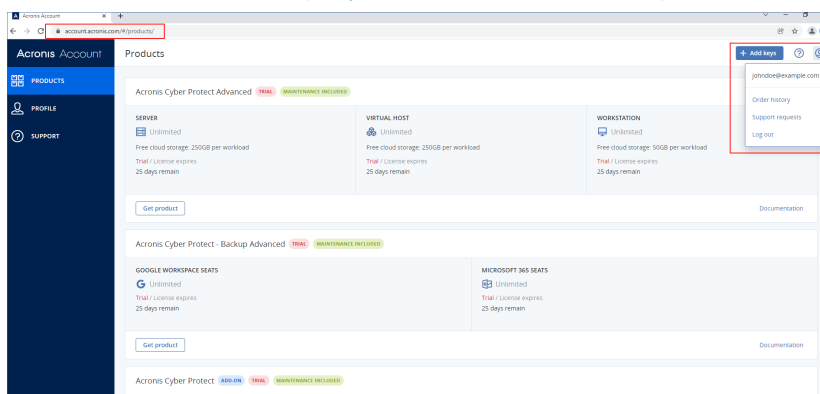 Acronis Account
account.acronis.com/#/products/
Acronis Account
Products
+ Add keys
johndoe@example.com
Order history
Support requests
Log out
PRODUCTS
PROFILE
SUPPORT
Acronis Cyber Protect Advanced TRIAL MAINTENANCE INCLUDED
SERVER
Unlimited
Free cloud storage: 250GB per workload
Trial / License expires
25 days remain
VIRTUAL HOST
Unlimited
Free cloud storage: 250GB per workload
Trial / License expires
25 days remain
WORKSTATION
Unlimited
Free cloud storage: 50GB per workload
Trial / License expires
25 days remain
Get product
Documentation
Acronis Cyber Protect - Backup Advanced TRIAL MAINTENANCE INCLUDED
GOOGLE WORKSPACE SEATS
Unlimited
Trial / License expires
25 days remain
MICROSOFT 365 SEATS
Unlimited
Trial / License expires
25 days remain
Get product
Documentation
Acronis Cyber Protect ADD-ON TRIAL MAINTENANCE INCLUDED